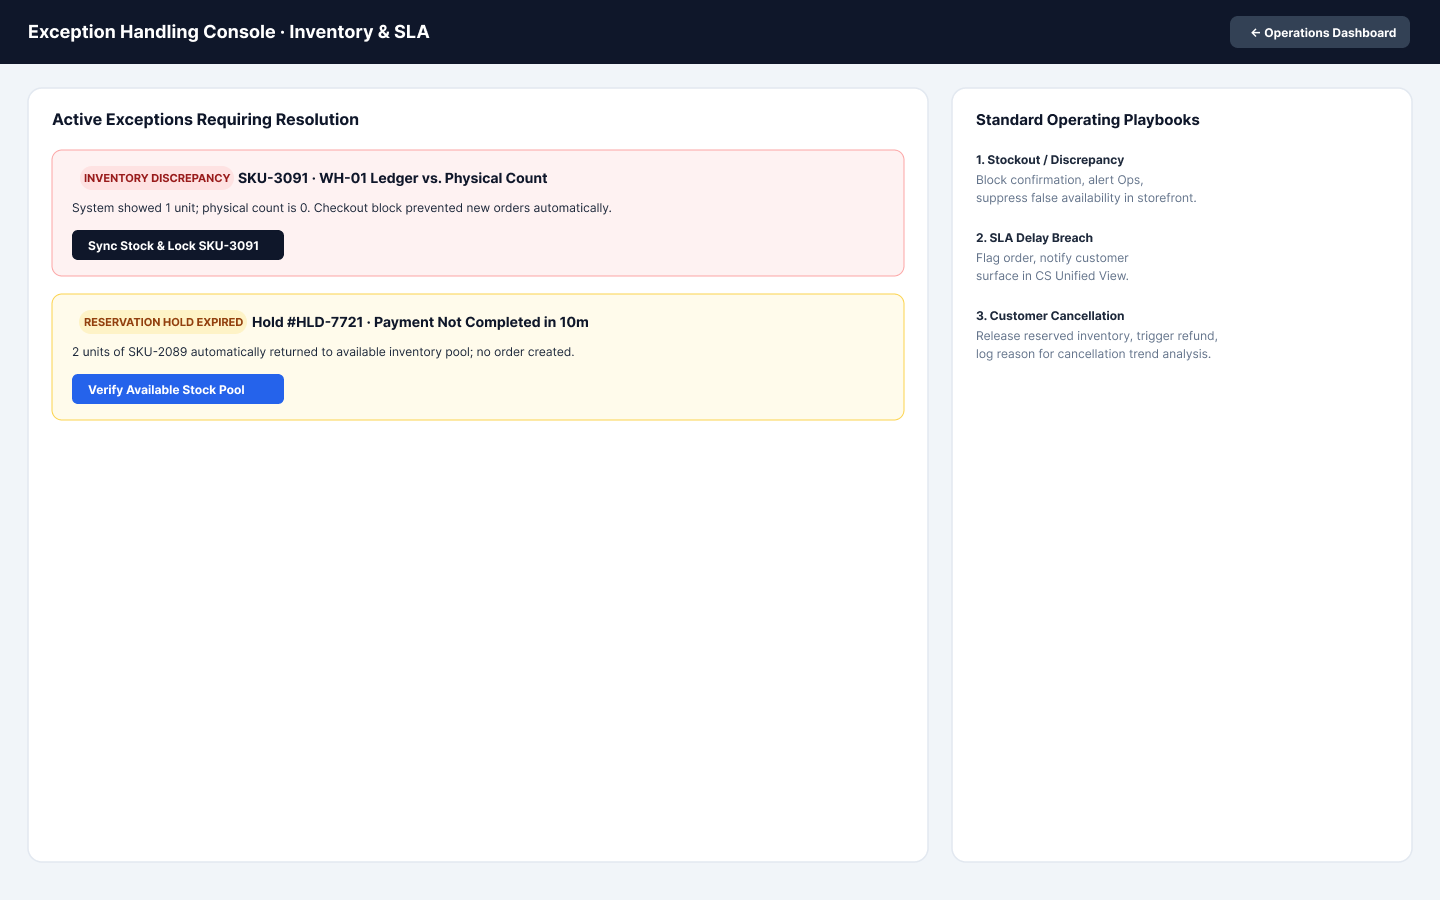 Exception Handling Console · Inventory & SLA
← Operations Dashboard
Active Exceptions Requiring Resolution
INVENTORY DISCREPANCY SKU-3091 · WH-01 Ledger vs. Physical Count
System showed 1 unit; physical count is 0. Checkout block prevented new orders automatically.
Sync Stock & Lock SKU-3091
RESERVATION HOLD EXPIRED Hold #HLD-7721 · Payment Not Completed in 10m
2 units of SKU-2089 automatically returned to available inventory pool; no order created.
Verify Available Stock Pool
Standard Operating Playbooks
1. Stockout / Discrepancy
Block confirmation, alert Ops,
suppress false availability in storefront.
2. SLA Delay Breach
Flag order, notify customer
surface in CS Unified View.
3. Customer Cancellation
Release reserved inventory, trigger refund,
log reason for cancellation trend analysis.